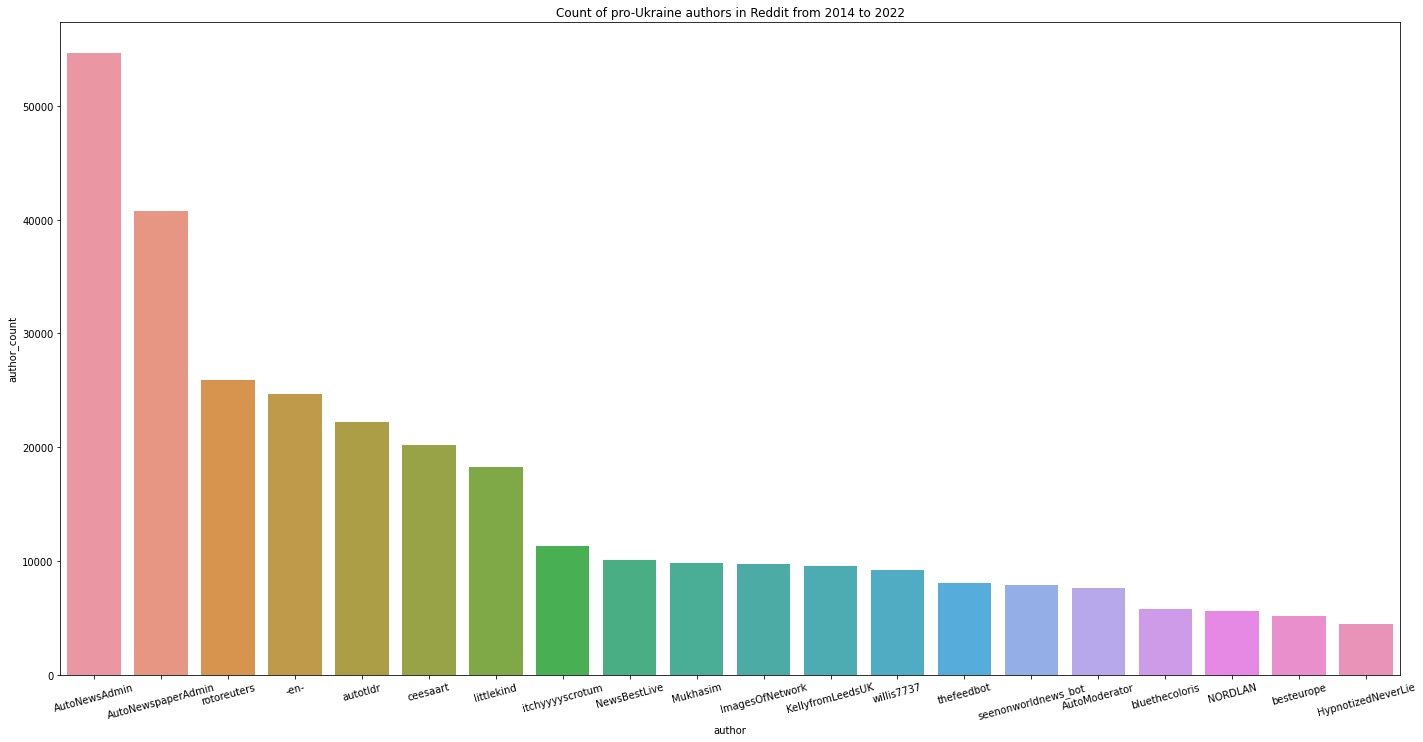 Count of pro-Ukraine authors in Reddit from 2014 to 2022
author_count
50000
40000
30000
20000
10000
0
AutoNewsAdmin
AutoNewspaperAdmin
rotoreuters
-en-
autotldr
ceesaart
littlekind
itchyyyyscrotum
NewsBestLive
Mukhasim
ImagesOfNetwork
KellyfromLeedsUK
willis7737
thefeedbot
seenonworldnews_bot
AutoModerator
bluethecoloris
NORDLAN
besteurope
HypnotizedNeverLie
author